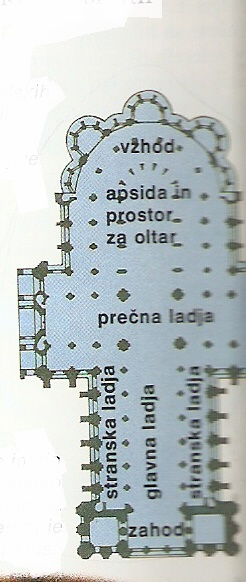 vzhod
apsida in
prostor
za oltar
prečna ladja
stranska ladja
glavna ladja
stranska ladja
zahod